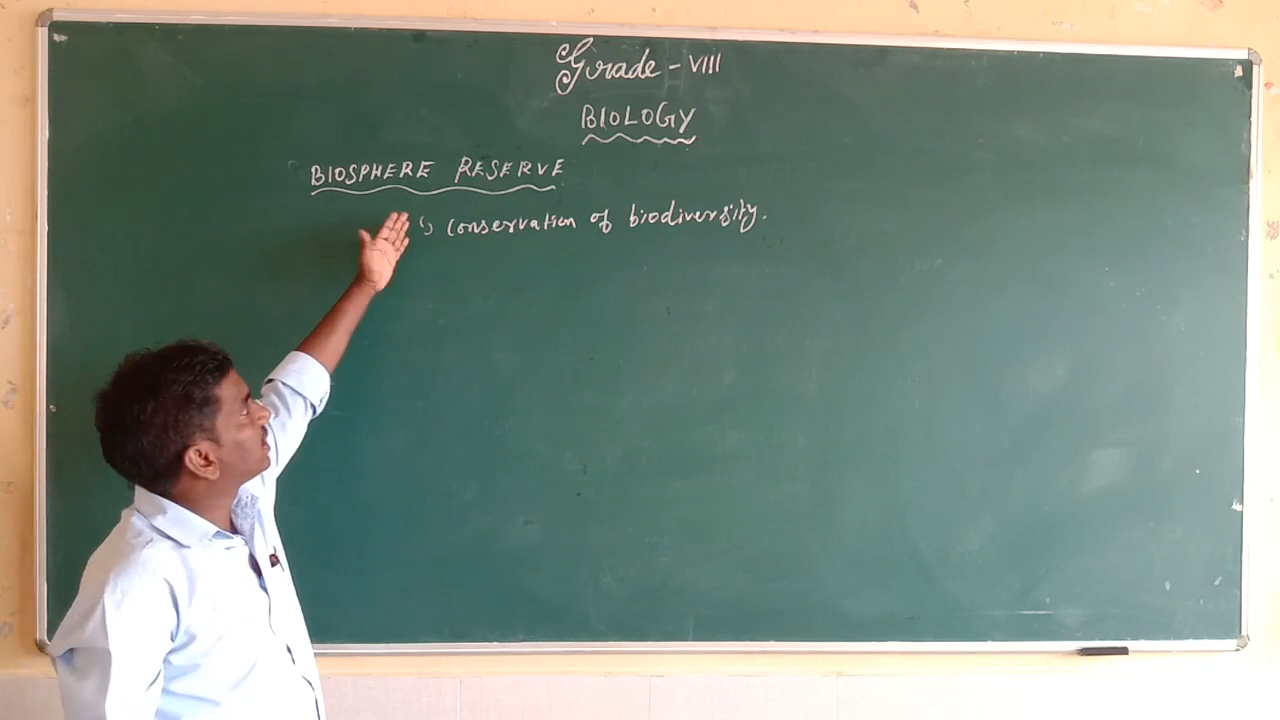 Grade - VIII
BIOLOGY
BIOSPHERE RESERVE
conservation of biodiversity.